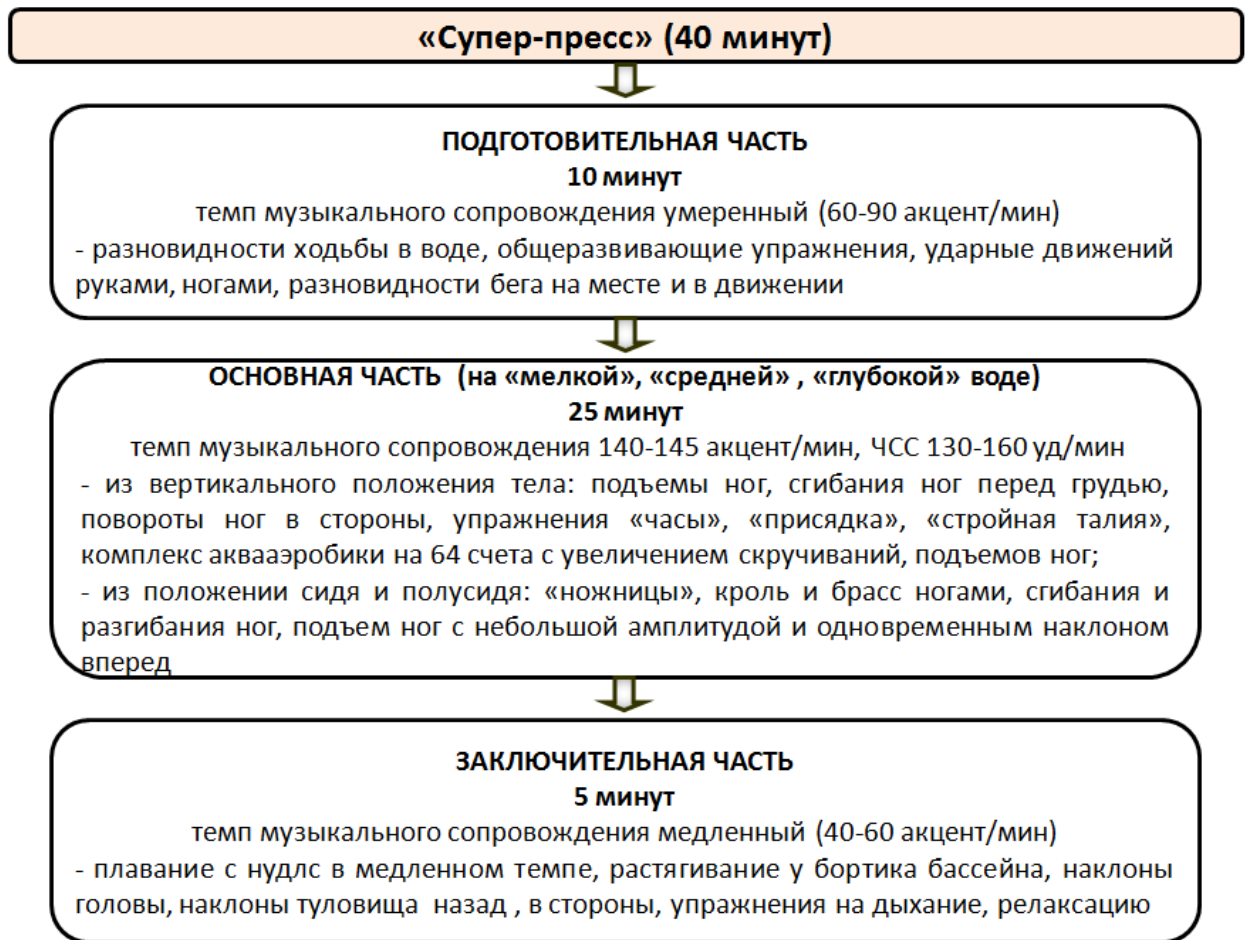 «Супер-пресс» (40 минут)
ПОДГОТОВИТЕЛЬНАЯ ЧАСТЬ
10 минут
темп музыкального сопровождения умеренный (60-90 акцент/мин)
- разновидности ходьбы в воде, общеразвивающие упражнения, ударные движений
руками, ногами, разновидности бега на месте и в движении
ОСНОВНАЯ ЧАСТЬ (на «мелкой», «средней» , «глубокой» воде)
25 минут
темп музыкального сопровождения 140-145 акцент/мин, ЧСС 130-160 уд/мин
- из вертикального положения тела: подъемы ног, сгибания ног перед грудью,
повороты ног в стороны, упражнения «часы», «присядка», «стройная талия»,
комплекс аквааэробики на 64 счета с увеличением скручиваний, подъемов ног;
- из положении сидя и полусидя: «ножницы», кроль и брасс ногами, сгибания и
разгибания ног, подъем ног с небольшой амплитудой и одновременным наклоном
вперед
ЗАКЛЮЧИТЕЛЬНАЯ ЧАСТЬ
5 минут
темп музыкального сопровождения медленный (40-60 акцент/мин)
- плавание с нудлс в медленном темпе, растягивание у бортика бассейна, наклоны
головы, наклоны туловища назад , в стороны, упражнения на дыхание, релаксацию